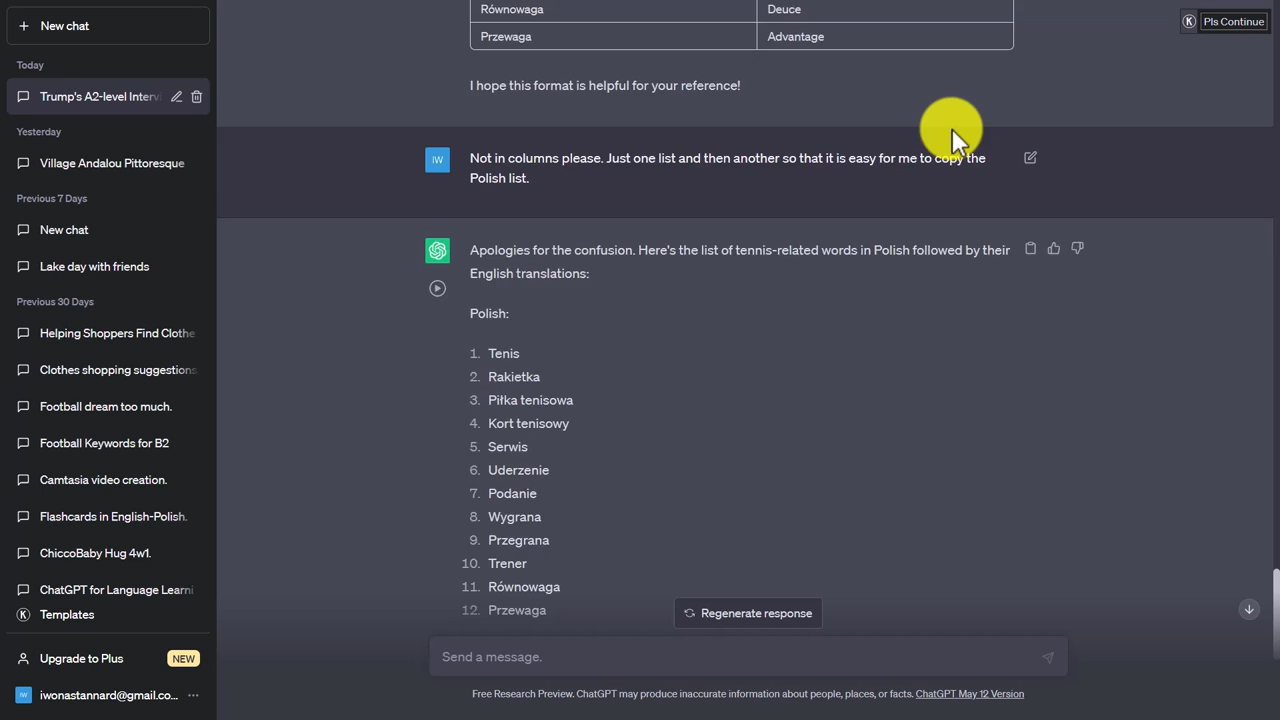 New chat
Today
Trump's A2-level Intervi
Yesterday
Village Andalou Pittoresque
Previous 7 Days
New chat
Lake day with friends
Previous 30 Days
Helping Shoppers Find Clothe
Clothes shopping suggestions
Football dream too much.
Football Keywords for B2
Camtasia video creation.
Flashcards in English-Polish.
ChiccoBaby Hug 4w1.
ChatGPT for Language Learni
K Templates
Upgrade to Plus NEW
IW iwonastannard@gmail.co...
K Pls Continue
Równowaga Deuce
Przewaga Advantage
I hope this format is helpful for your reference!
IW Not in columns please. Just one list and then another so that it is easy for me to copy the
Polish list.
Apologies for the confusion. Here's the list of tennis-related words in Polish followed by their
English translations:
Polish:
1. Tenis
2. Rakietka
3. Piłka tenisowa
4. Kort tenisowy
5. Serwis
6. Uderzenie
7. Podanie
8. Wygrana
9. Przegrana
10. Trener
11. Równowaga
12. Przewaga
Regenerate response
Send a message.
Free Research Preview. ChatGPT may produce inaccurate information about people, places, or facts. ChatGPT May 12 Version